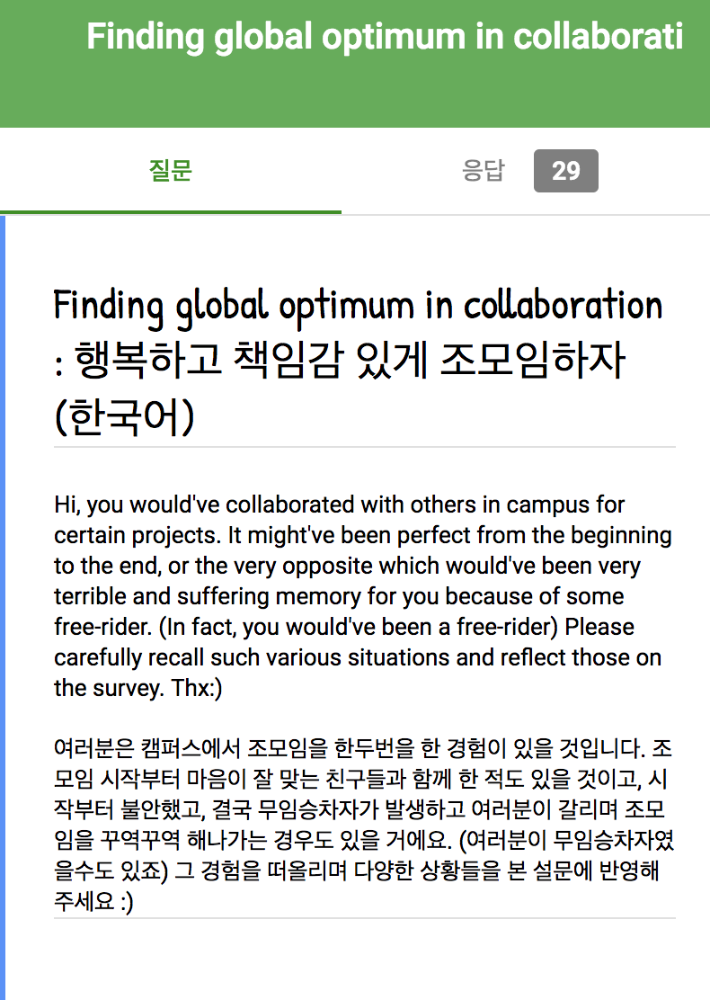 Finding global optimum in collaborati
질문
응답 29
Finding global optimum in collaboration
: 행복하고 책임감 있게 조모임하자
(한국어)
Hi, you would've collaborated with others in campus for
certain projects. It might've been perfect from the beginning
to the end, or the very opposite which would've been very
terrible and suffering memory for you because of some
free-rider. (In fact, you would've been a free-rider) Please
carefully recall such various situations and reflect those on
the survey. Thx:)
여러분은 캠퍼스에서 조모임을 한두번을 한 경험이 있을 것입니다. 조
모임 시작부터 마음이 잘 맞는 친구들과 함께 한 적도 있을 것이고, 시
작부터 불안했고, 결국 무임승차자가 발생하고 여러분이 갈리며 조모
임을 꾸역꾸역 해나가는 경우도 있을 거에요. (여러분이 무임승차자였
을수도 있죠) 그 경험을 떠올리며 다양한 상황들을 본 설문에 반영해
주세요 :)